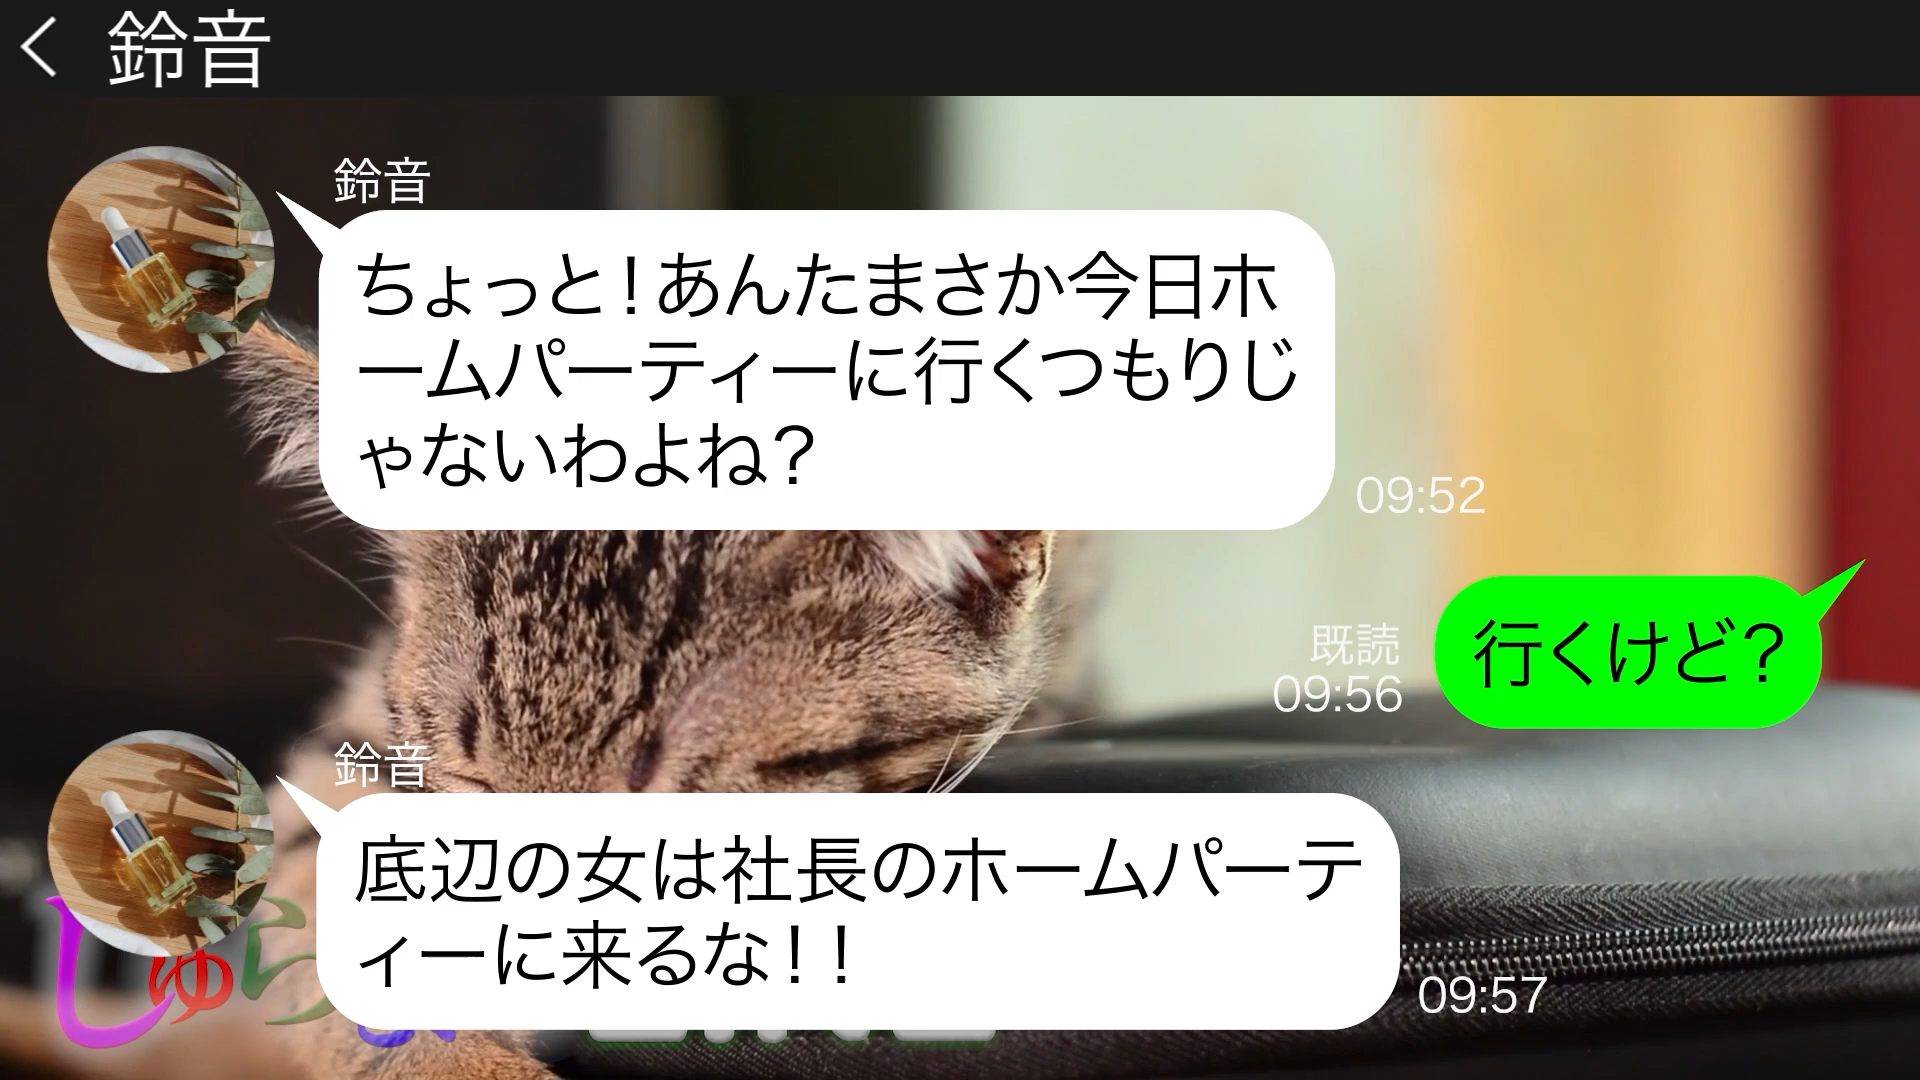 鈴音
鈴音
ちょっと！あんたまさか今日ホ
ームパーティーに行くつもりじ
ゃないわよね？
09:52
行くけど？
既読
09:56
鈴音
底辺の女は社長のホームパーテ
ィーに来るな！！
09:57
しゅら